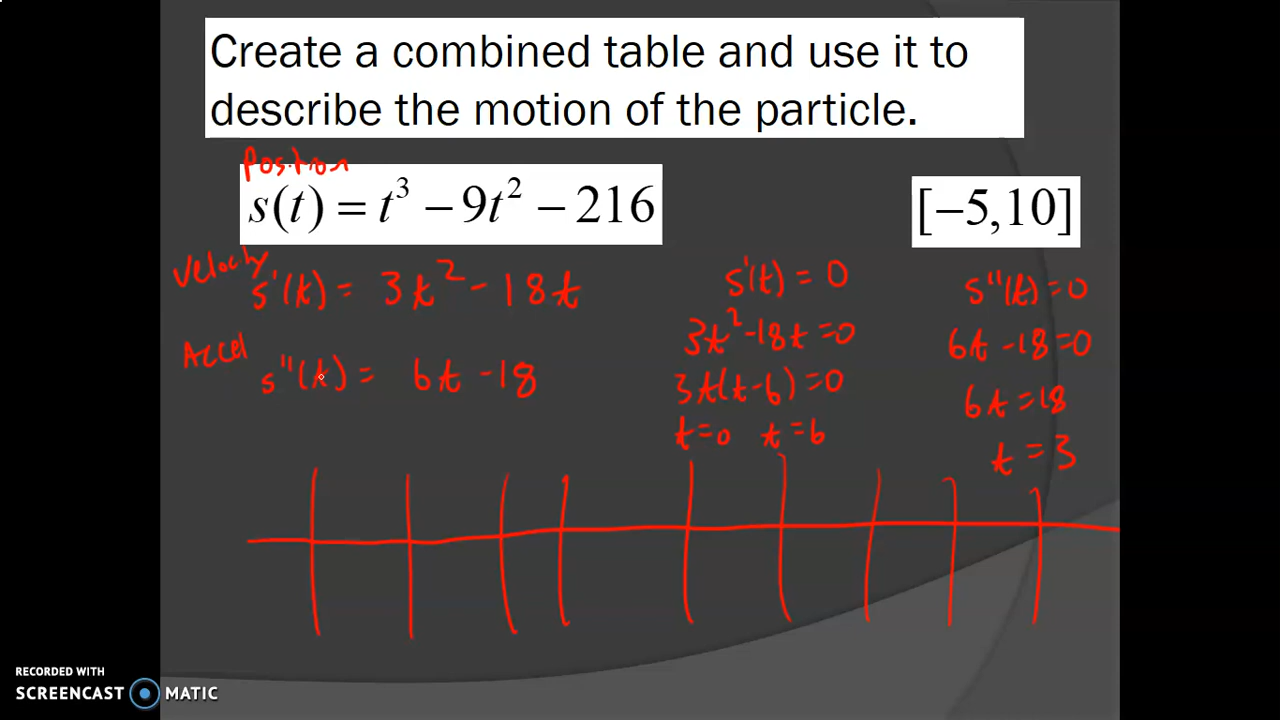 Create a combined table and use it to
describe the motion of the particle.
Position
s(t) = t³ − 9t² − 216
[−5,10]
Velocity
s'(t) = 3t² - 18t
Accel
s''(t) = 6t - 18
s'(t) = 0
3t² - 18t = 0
3t(t - 6) = 0
t = 0 t = 6
s''(t) = 0
6t - 18 = 0
6t = 18
t = 3
RECORDED WITH
SCREENCAST MATIC